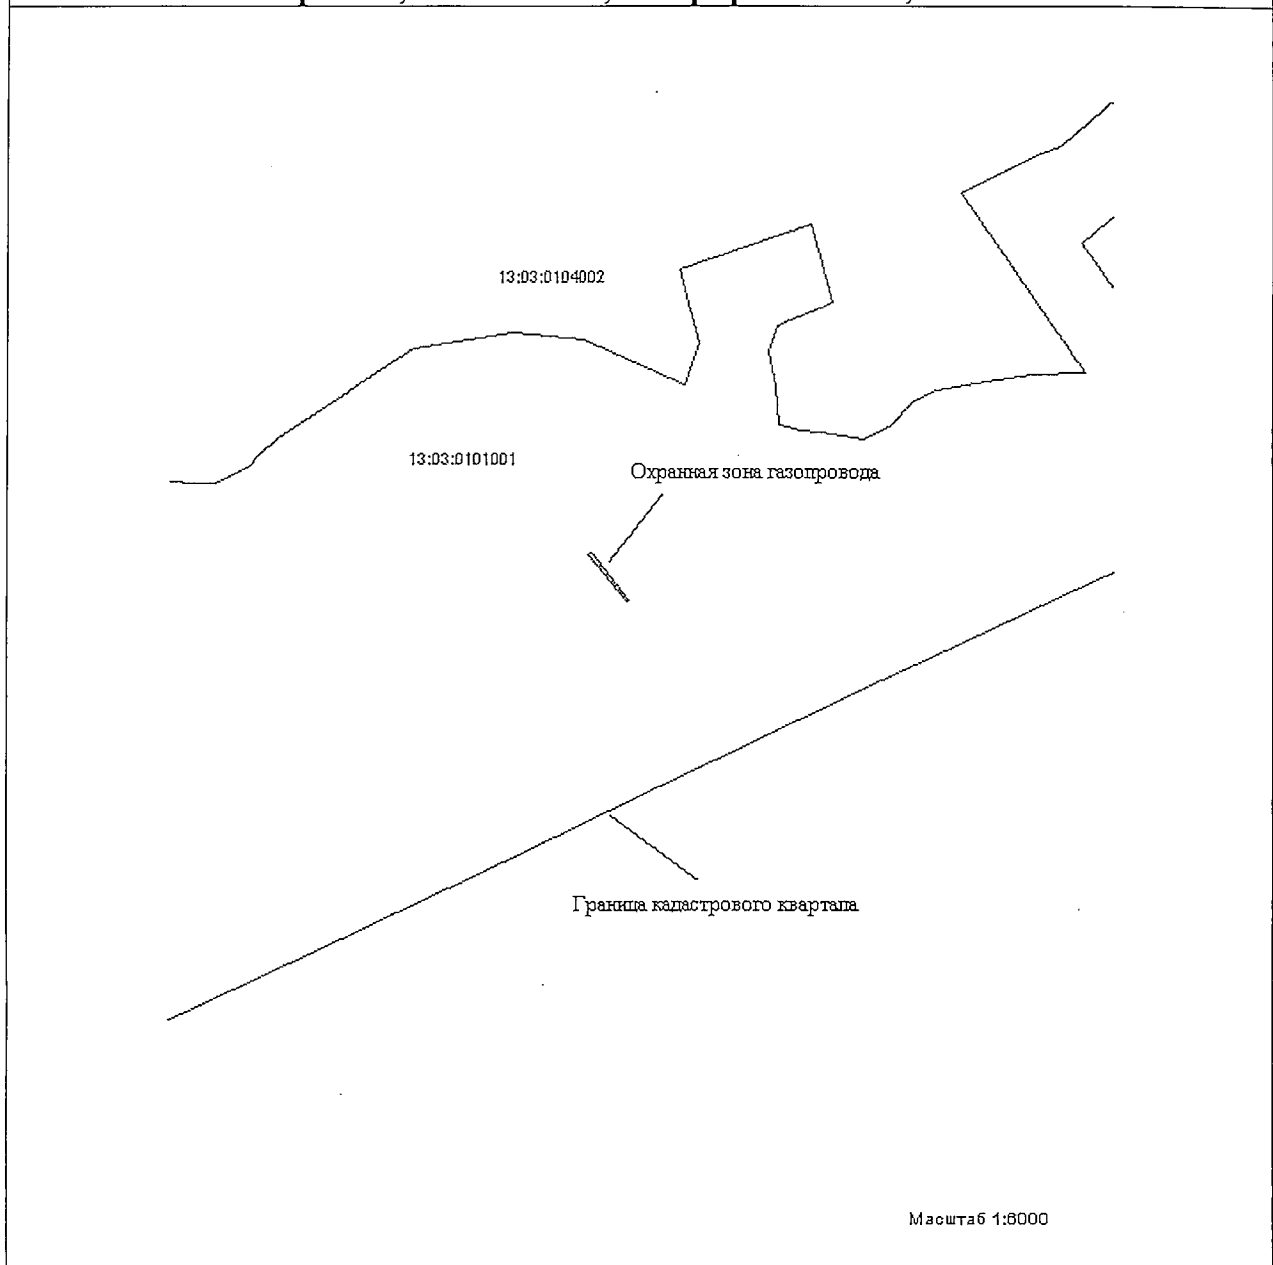 13:03:0104002
13:03:0101001
Охранная зона газопровода
Граница кадастрового квартала
Масштаб 1:6000